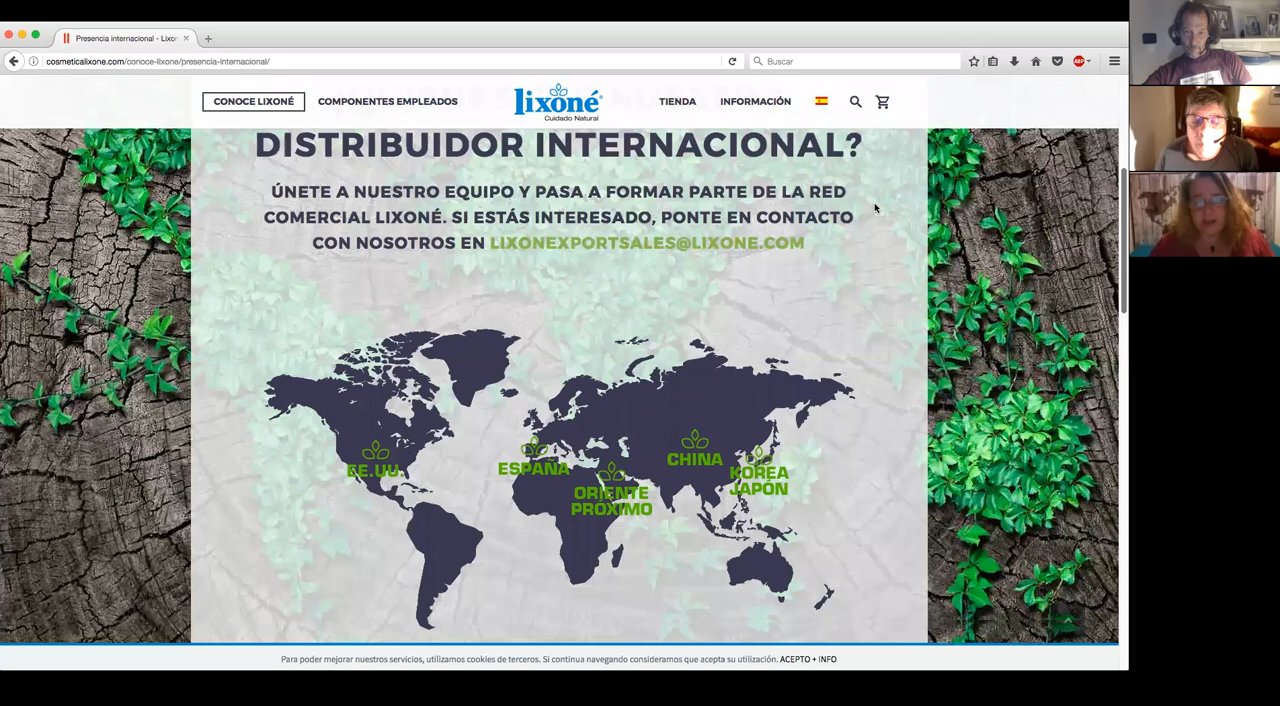 Presencia internacional - Lixo
cosmeticalixone.com/conoce-lixone/presencia-internacional/
Buscar
ABP
CONOCE LIXONÉ
COMPONENTES EMPLEADOS
lixoné
Cuidado Natural
TIENDA
INFORMACIÓN
DISTRIBUIDOR INTERNACIONAL?
ÚNETE A NUESTRO EQUIPO Y PASA A FORMAR PARTE DE LA RED
COMERCIAL LIXONÉ. SI ESTÁS INTERESADO, PONTE EN CONTACTO
CON NOSOTROS EN LIXONEXPORTSALES@LIXONE.COM
EE.UU.
ESPAÑA
ORIENTE
PRÓXIMO
CHINA
KOREA
JAPÓN
Para poder mejorar nuestros servicios, utilizamos cookies de terceros. Si continua navegando consideramos que acepta su utilización. ACEPTO + INFO